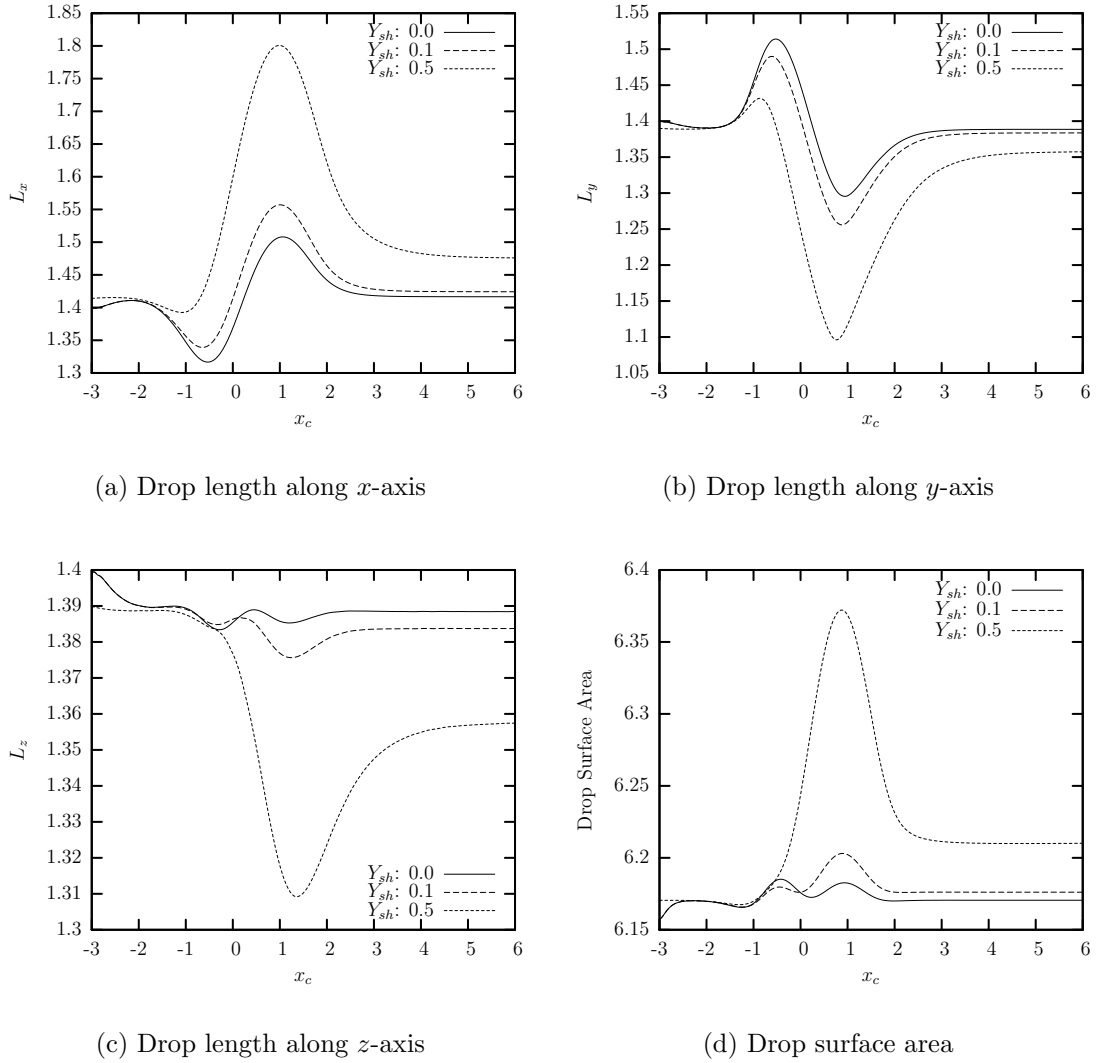 1.85
1.8
1.75
1.7
1.65
1.6
1.55
1.5
1.45
1.4
1.35
1.3
L_x
-3 -2 -1 0 1 2 3 4 5 6
x_c
Y_sh: 0.0
Y_sh: 0.1
Y_sh: 0.5
(a) Drop length along x-axis
1.55
1.5
1.45
1.4
1.35
1.3
1.25
1.2
1.15
1.1
1.05
L_y
-3 -2 -1 0 1 2 3 4 5 6
x_c
Y_sh: 0.0
Y_sh: 0.1
Y_sh: 0.5
(b) Drop length along y-axis
1.4
1.39
1.38
1.37
1.36
1.35
1.34
1.33
1.32
1.31
1.3
L_z
-3 -2 -1 0 1 2 3 4 5 6
x_c
Y_sh: 0.0
Y_sh: 0.1
Y_sh: 0.5
(c) Drop length along z-axis
6.4
6.35
6.3
6.25
6.2
6.15
Drop Surface Area
-3 -2 -1 0 1 2 3 4 5 6
x_c
Y_sh: 0.0
Y_sh: 0.1
Y_sh: 0.5
(d) Drop surface area